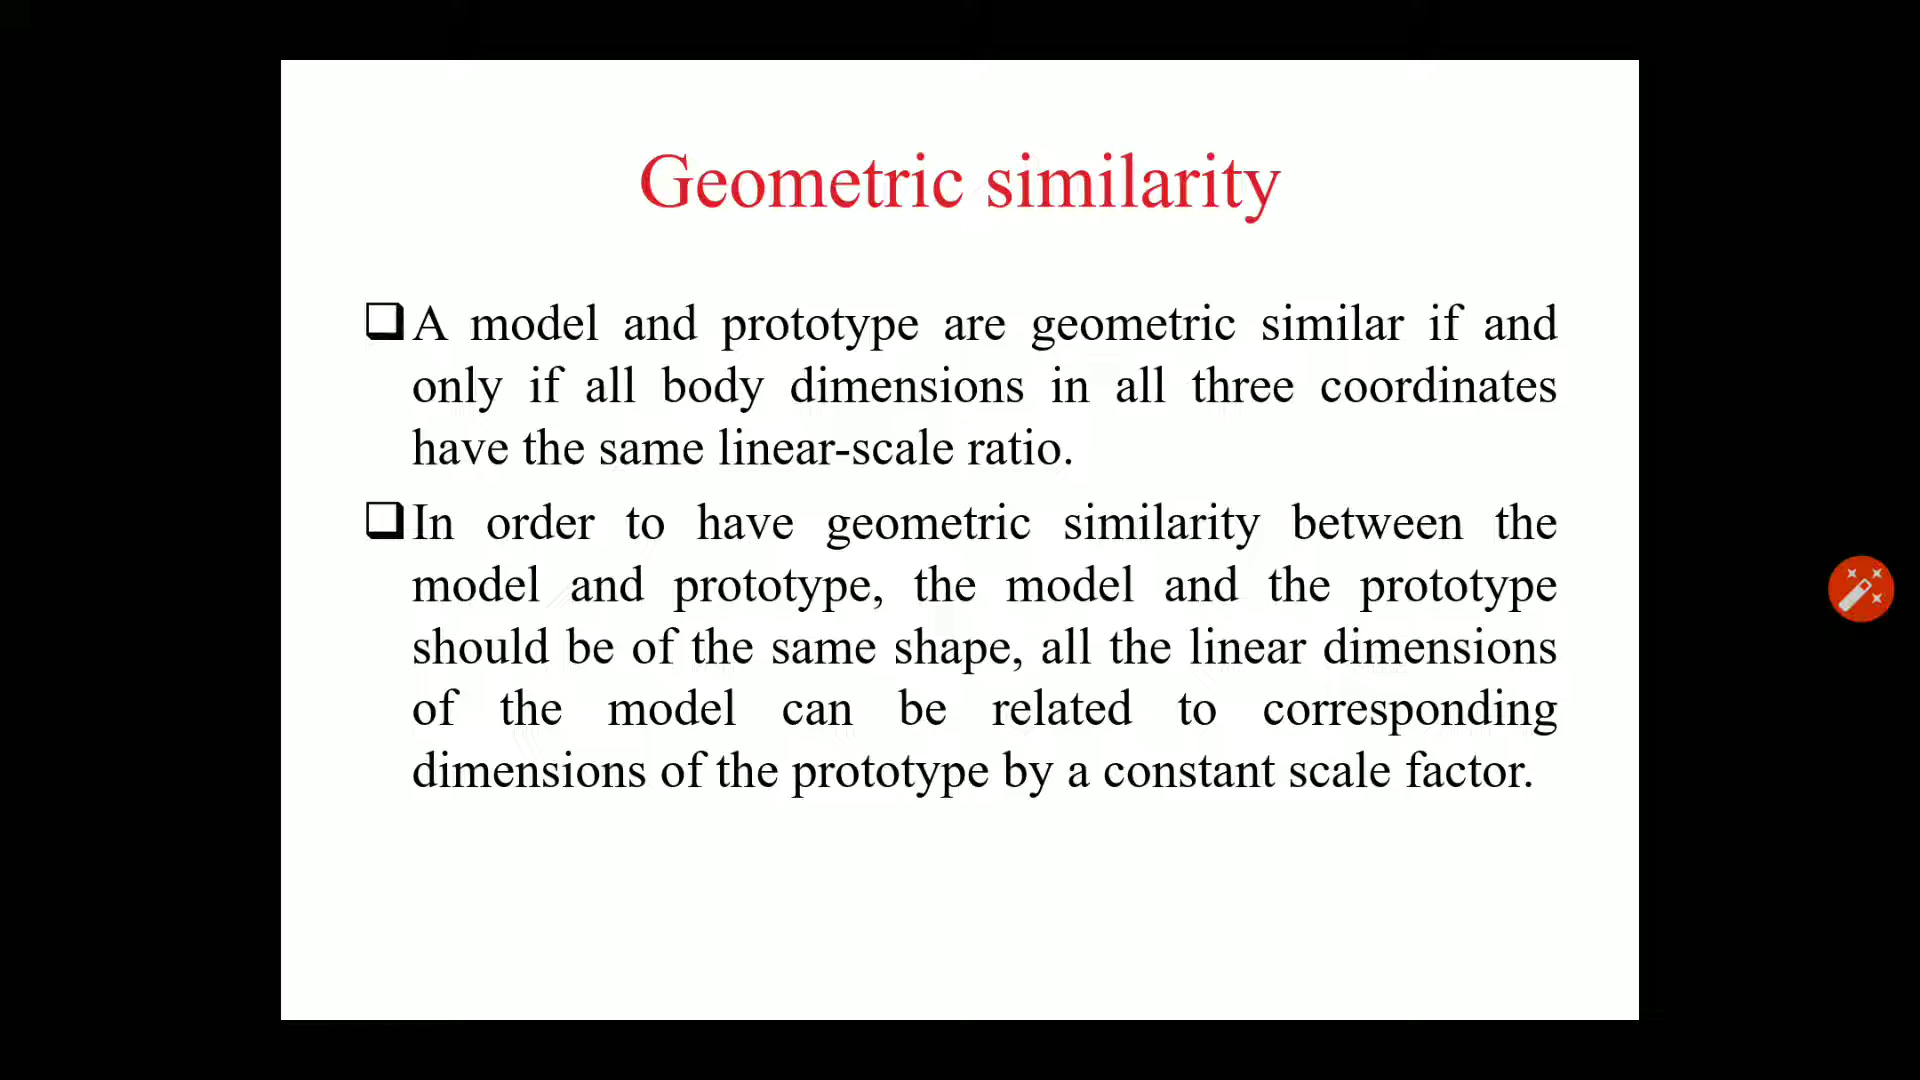 Geometric similarity
❑A model and prototype are geometric similar if and
only if all body dimensions in all three coordinates
have the same linear-scale ratio.
❑In order to have geometric similarity between the
model and prototype, the model and the prototype
should be of the same shape, all the linear dimensions
of the model can be related to corresponding
dimensions of the prototype by a constant scale factor.